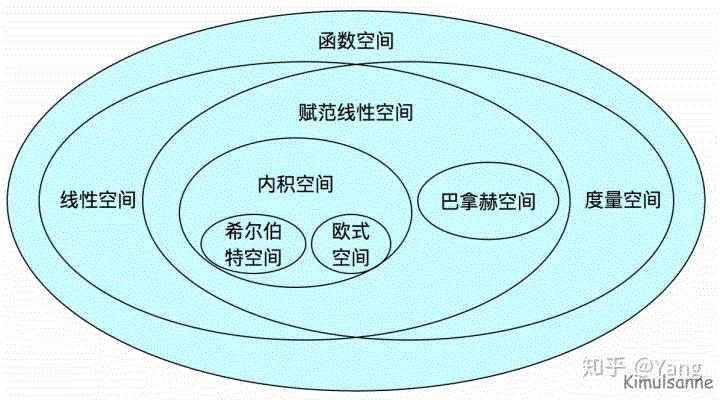 函数空间
赋范线性空间
线性空间
内积空间
巴拿赫空间
度量空间
希尔伯
特空间
欧式
空间
知乎 @Yang
Kimulsanne